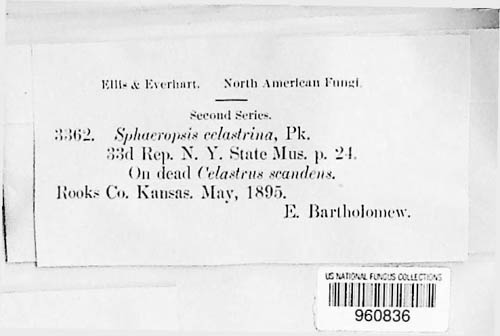 Ellis & Everhart. North American Fungi.
Second Series.
3362. Sphaeropsis celastrina, Pk.
33d Rep. N. Y. State Mus. p. 24.
On dead Celastrus scandens.
Rooks Co. Kansas. May, 1895.
E. Bartholomew.
US NATIONAL FUNGUS COLLECTIONS
960836